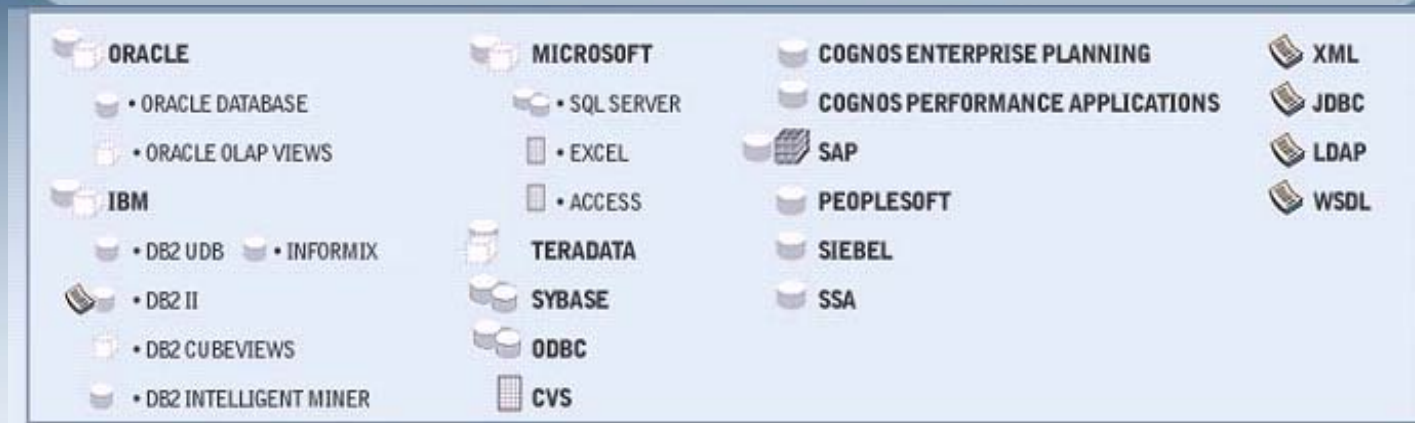 ORACLE
• ORACLE DATABASE
• ORACLE OLAP VIEWS
IBM
• DB2 UDB • INFORMIX
• DB2 II
• DB2 CUBEVIEWS
• DB2 INTELLIGENT MINER
MICROSOFT
• SQL SERVER
• EXCEL
• ACCESS
TERADATA
SYBASE
ODBC
CVS
COGNOS ENTERPRISE PLANNING
COGNOS PERFORMANCE APPLICATIONS
SAP
PEOPLESOFT
SIEBEL
SSA
XML
JDBC
LDAP
WSDL